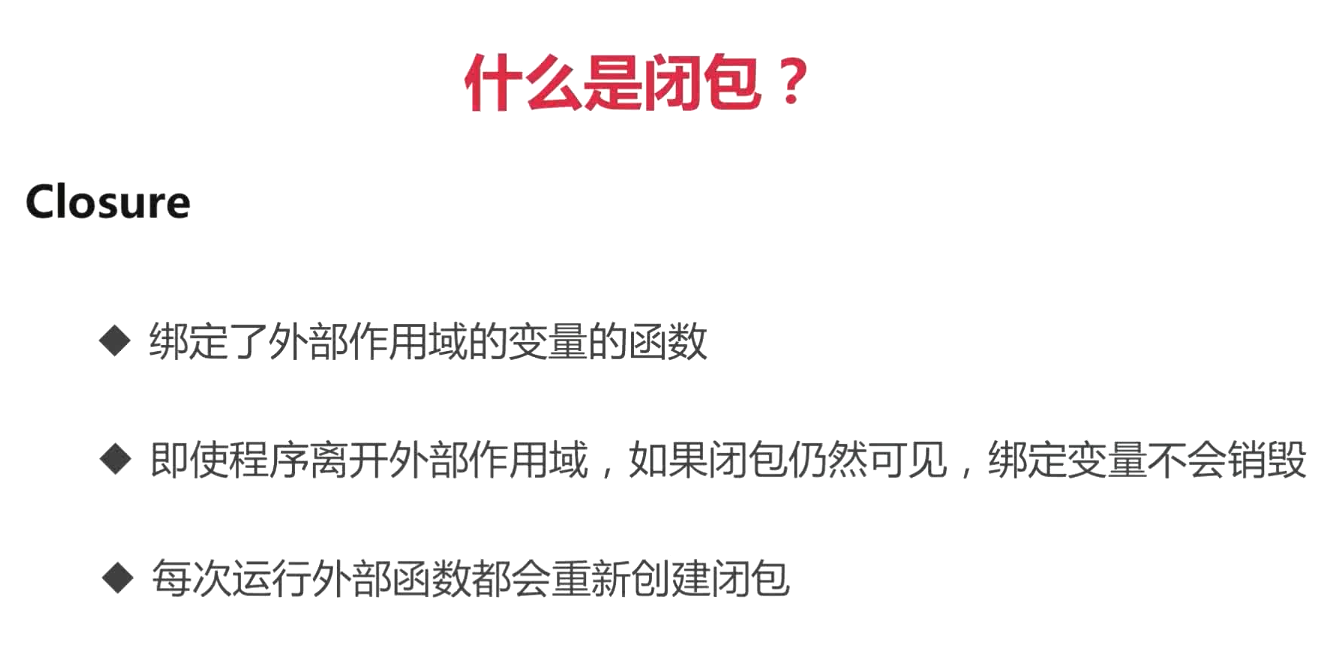 什么是闭包？
Closure
◆ 绑定了外部作用域的变量的函数
◆ 即使程序离开外部作用域，如果闭包仍然可见，绑定变量不会销毁
◆ 每次运行外部函数都会重新创建闭包